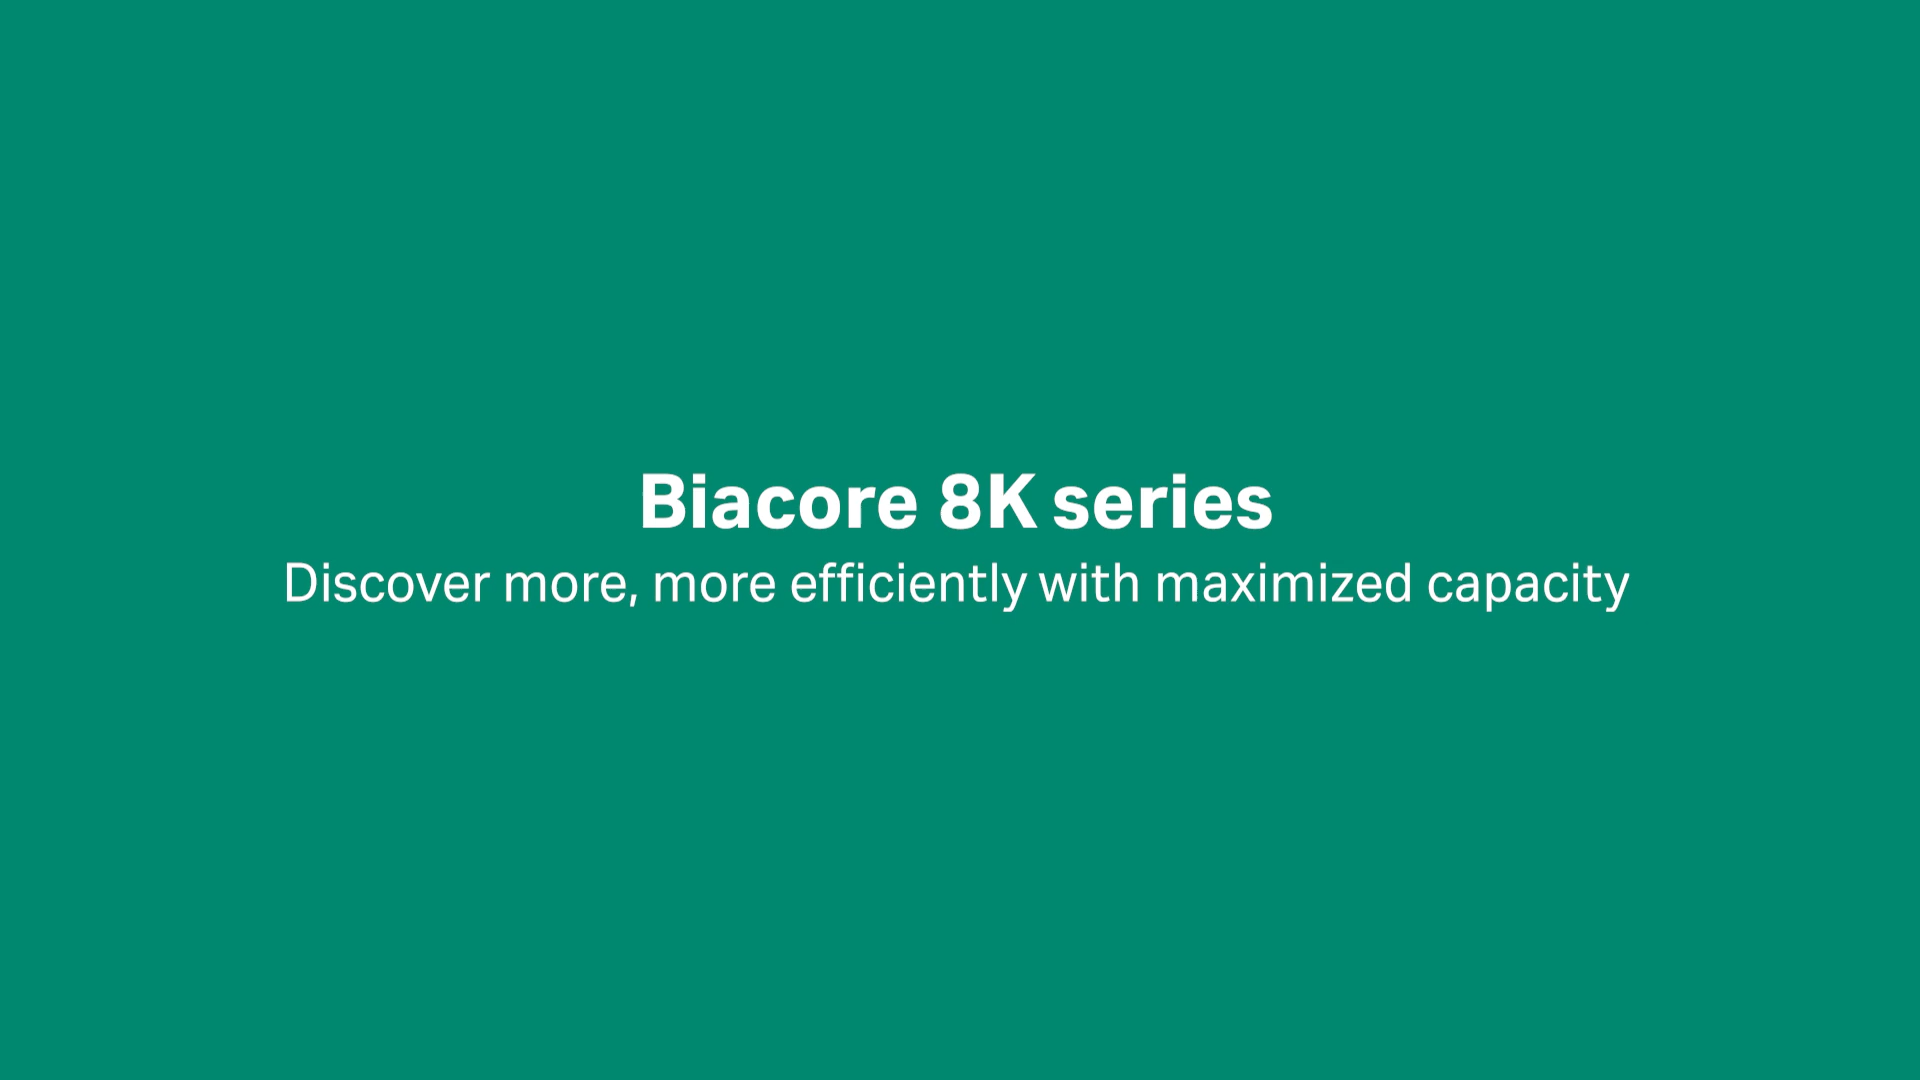 Biacore 8K series
Discover more, more efficiently with maximized capacity